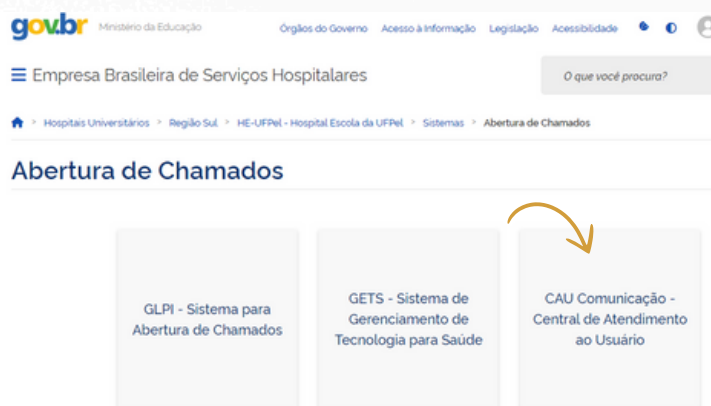 gov.br Ministério da Educação Órgãos do Governo Acesso à Informação Legislação Acessibilidade
Empresa Brasileira de Serviços Hospitalares O que você procura?
> Hospitais Universitários > Região Sul > HE-UFPel - Hospital Escola da UFPel > Sistemas > Abertura de Chamados
Abertura de Chamados
GLPI - Sistema para
Abertura de Chamados
GETS - Sistema de
Gerenciamento de
Tecnologia para Saúde
CAU Comunicação -
Central de Atendimento
ao Usuário